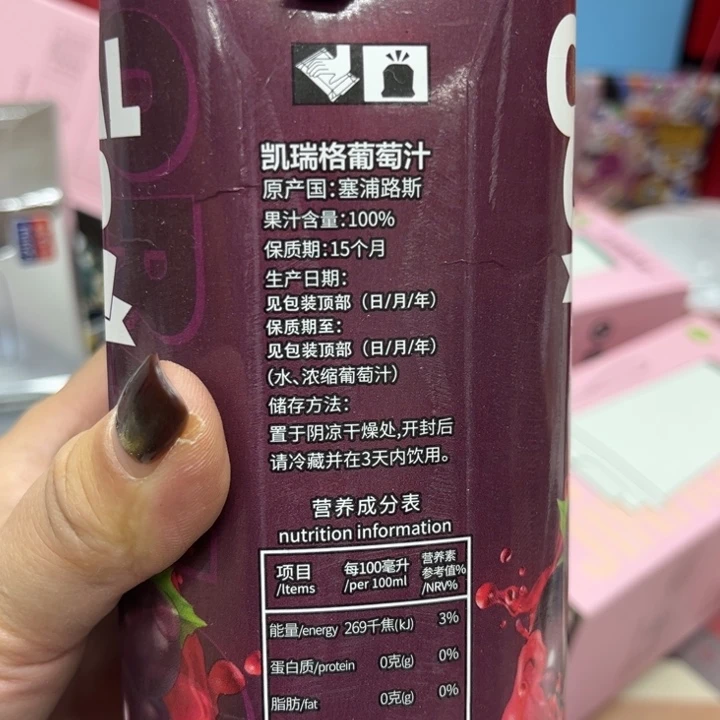 凯瑞格葡萄汁
原产国：塞浦路斯
果汁含量：100%
保质期：15个月
生产日期：
见包装顶部（日/月/年）
保质期至：
见包装顶部（日/月/年）
（水、浓缩葡萄汁）
储存方法：
置于阴凉干燥处，开封后
请冷藏并在3天内饮用。
营养成分表
nutrition information
项目 每100毫升 营养素
参考值%
/Items /per 100ml /NRV%
能量/energy 269千焦(kJ) 3%
蛋白质/protein 0克(g) 0%
脂肪/fat 0克(g) 0%